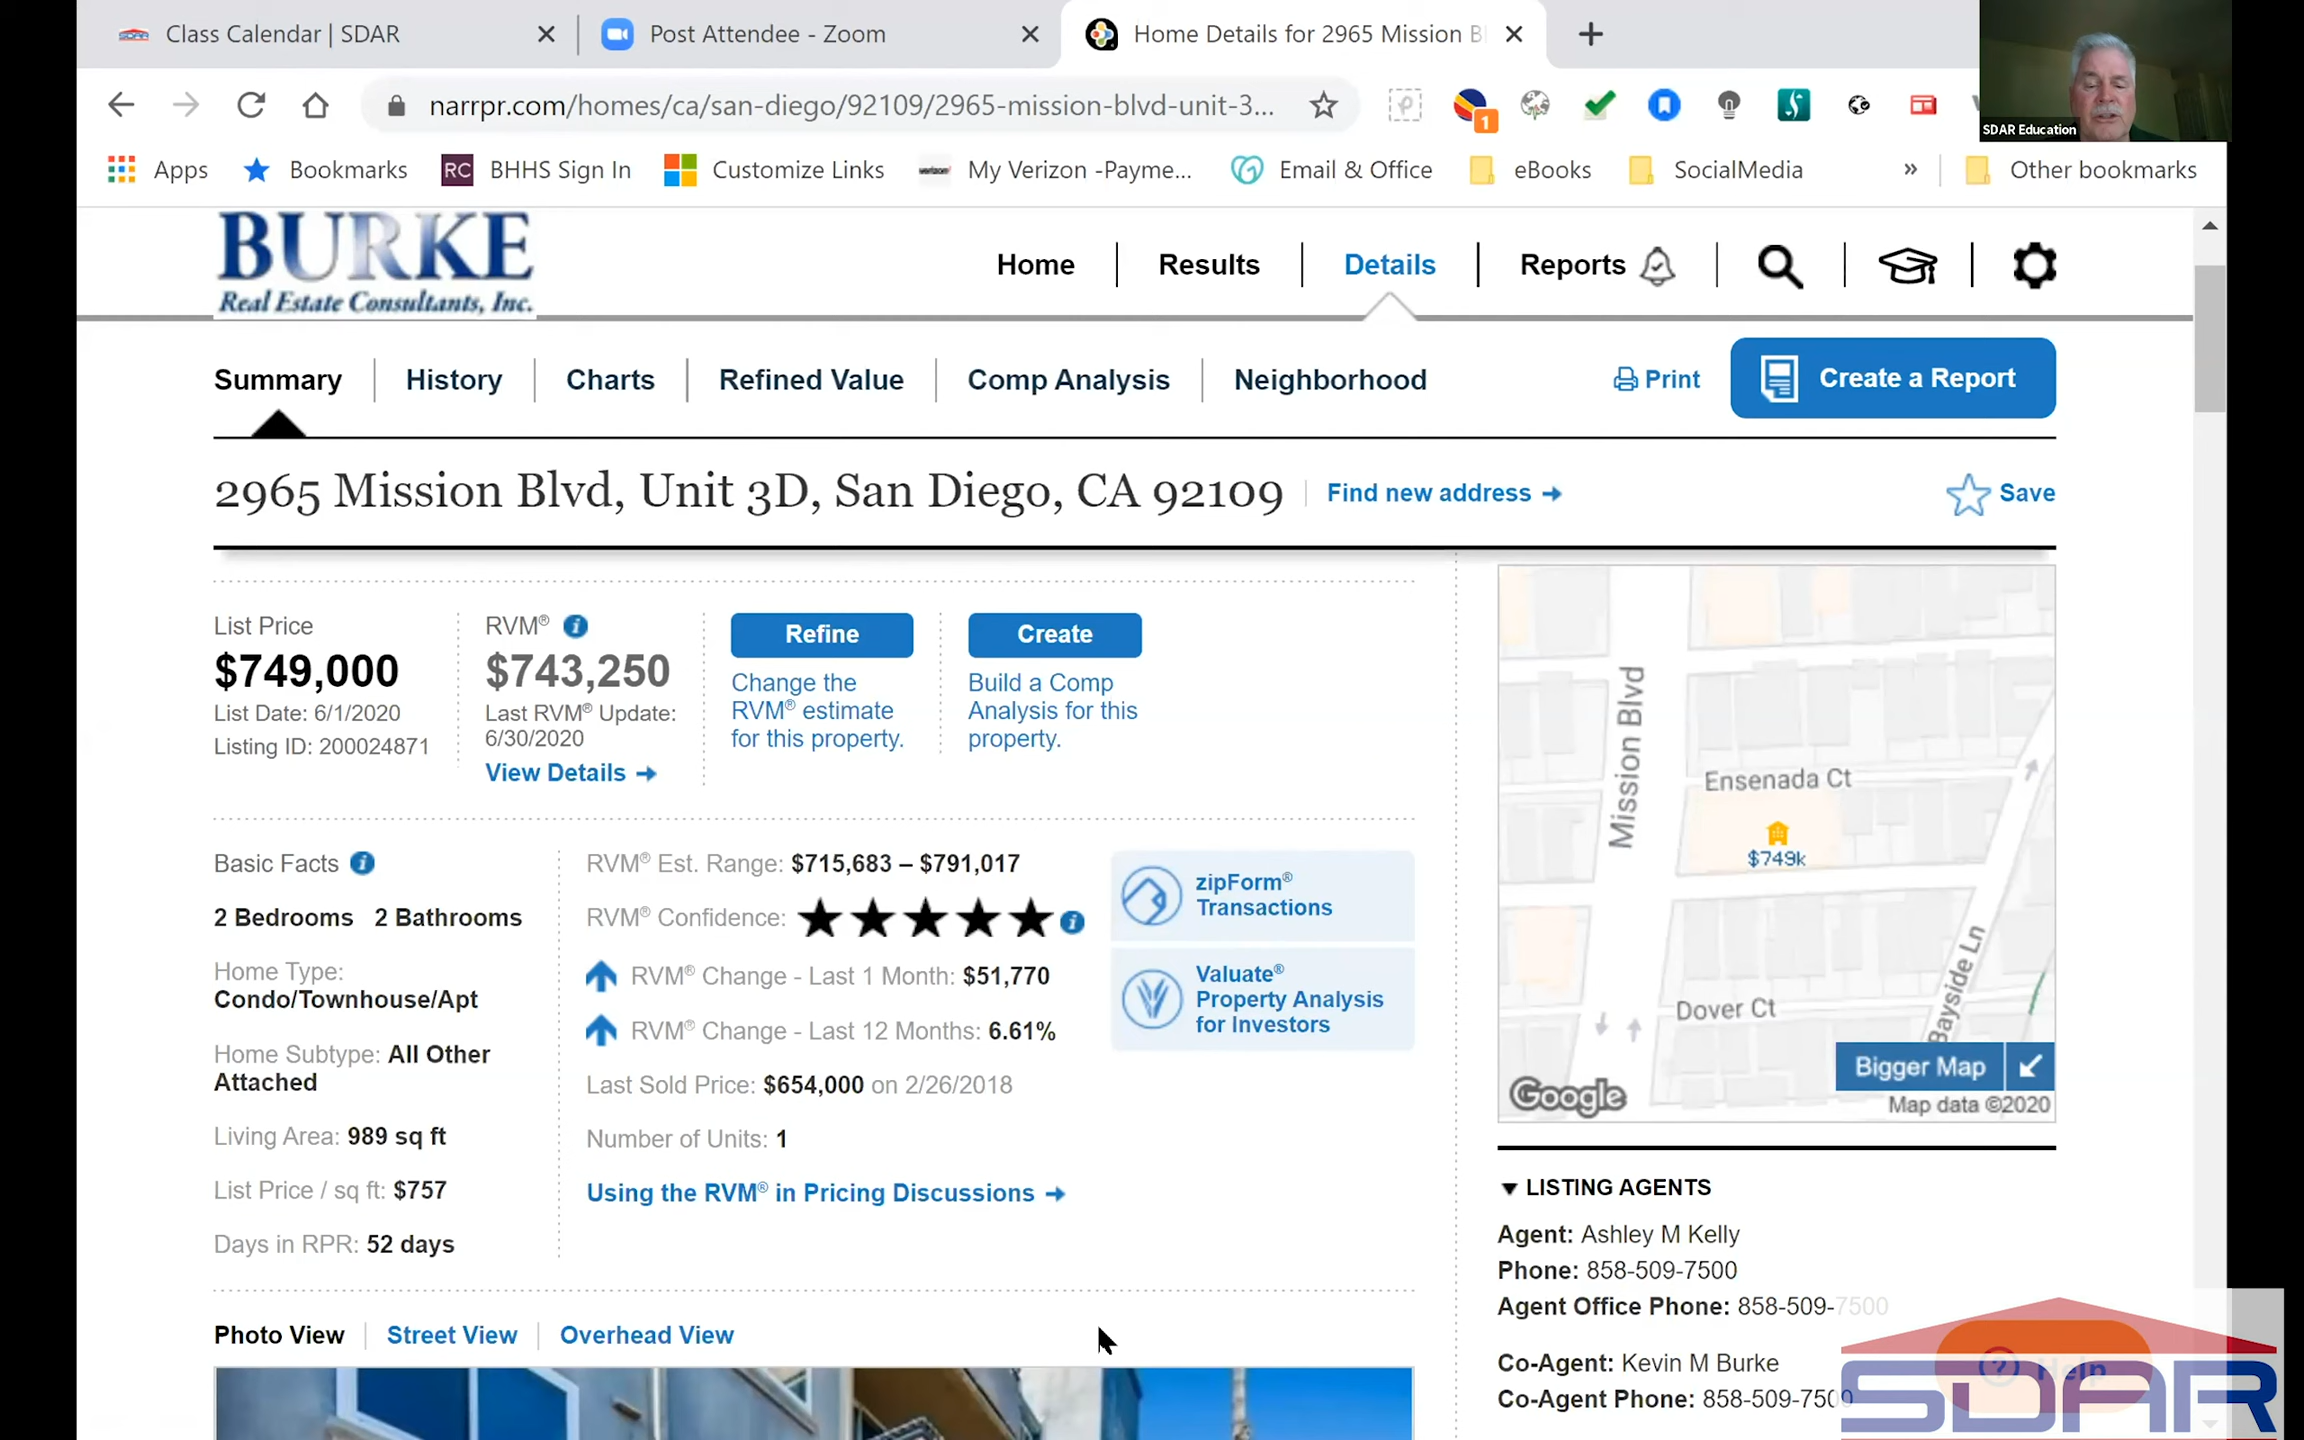 Class Calendar | SDAR
Post Attendee - Zoom
Home Details for 2965 Mission B
SDAR Education
narrpr.com/homes/ca/san-diego/92109/2965-mission-blvd-unit-3...
1
Apps
Bookmarks
RC
BHHS Sign In
Customize Links
verizon
My Verizon -Payme...
Email & Office
eBooks
SocialMedia
»
Other bookmarks
BURKE
Real Estate Consultants, Inc.
Home
Results
Details
Reports
Summary
History
Charts
Refined Value
Comp Analysis
Neighborhood
Print
Create a Report
2965 Mission Blvd, Unit 3D, San Diego, CA 92109
Find new address
Save
List Price
$749,000
List Date: 6/1/2020
Listing ID: 200024871
RVM®
$743,250
Last RVM® Update:
6/30/2020
View Details
Refine
Change the
RVM® estimate
for this property.
Create
Build a Comp
Analysis for this
property.
Basic Facts
2 Bedrooms 2 Bathrooms
Home Type:
Condo/Townhouse/Apt
Home Subtype: All Other
Attached
Living Area: 989 sq ft
List Price / sq ft: $757
Days in RPR: 52 days
RVM® Est. Range: $715,683 – $791,017
RVM® Confidence:
RVM® Change - Last 1 Month: $51,770
RVM® Change - Last 12 Months: 6.61%
Last Sold Price: $654,000 on 2/26/2018
Number of Units: 1
Using the RVM® in Pricing Discussions
zipForm®
Transactions
Valuate®
Property Analysis
for Investors
Mission Blvd
Ensenada Ct
$749k
Dover Ct
Bayside Ln
Bigger Map
Google
Map data ©2020
LISTING AGENTS
Agent: Ashley M Kelly
Phone: 858-509-7500
Agent Office Phone: 858-509-7500
Co-Agent: Kevin M Burke
Co-Agent Phone: 858-509-7500
Help
SDAR
Photo View
Street View
Overhead View